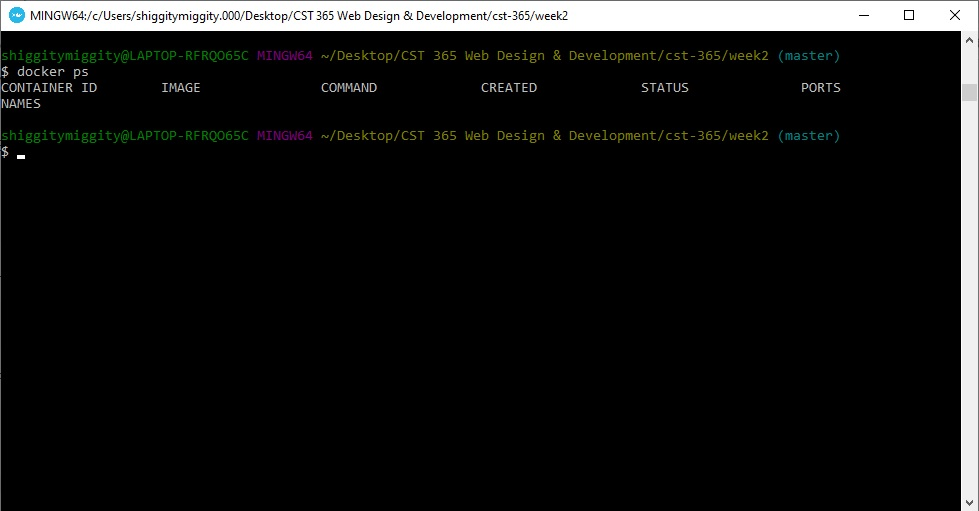 MINGW64:/c/Users/shiggitymiggity.000/Desktop/CST 365 Web Design & Development/cst-365/week2
shiggitymiggity@LAPTOP-RFRQO65C MINGW64 ~/Desktop/CST 365 Web Design & Development/cst-365/week2 (master)
$ docker ps
CONTAINER ID        IMAGE               COMMAND             CREATED             STATUS              PORTS
NAMES
shiggitymiggity@LAPTOP-RFRQO65C MINGW64 ~/Desktop/CST 365 Web Design & Development/cst-365/week2 (master)
$